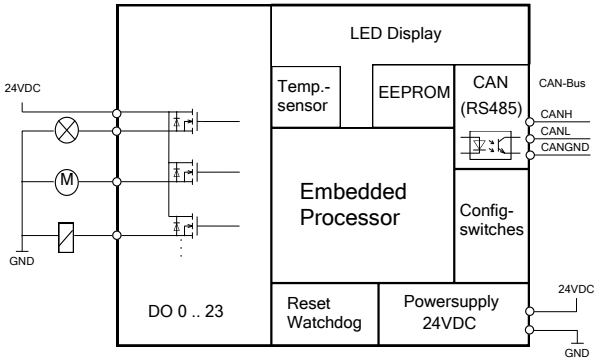 LED Display
Temp.-
sensor
EEPROM
CAN
(RS485)
CAN-Bus
24VDC
CANH
CANL
CANGND
M
Embedded
Processor
Config-
switches
GND
DO 0 .. 23
Reset
Watchdog
Powersupply
24VDC
24VDC
GND